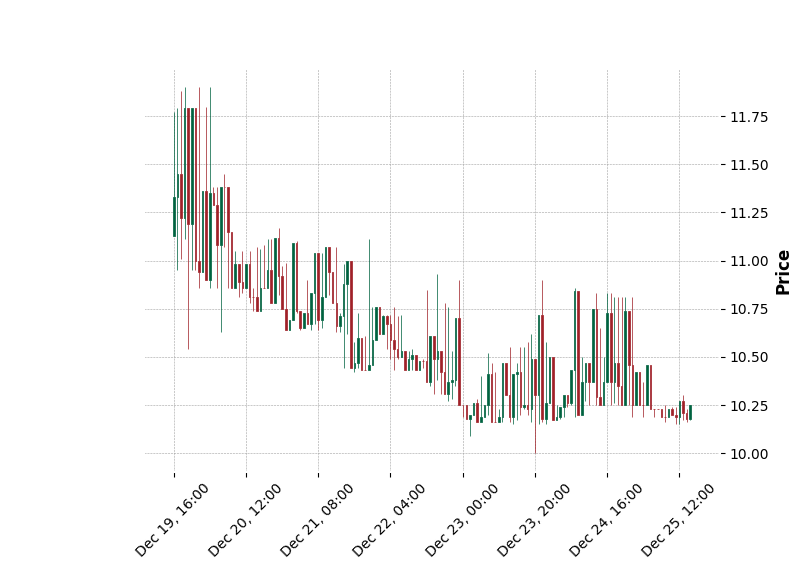 11.75
11.50
11.25
11.00
10.75
10.50
10.25
10.00
Price
Dec 19, 16:00
Dec 20, 12:00
Dec 21, 08:00
Dec 22, 04:00
Dec 23, 00:00
Dec 23, 20:00
Dec 24, 16:00
Dec 25, 12:00